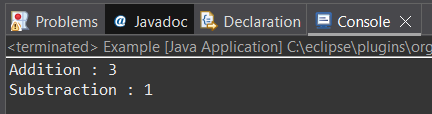 Problems @ Javadoc Declaration Console
<terminated> Example [Java Application] C:\eclipse\plugins\org
Addition : 3
Substraction : 1